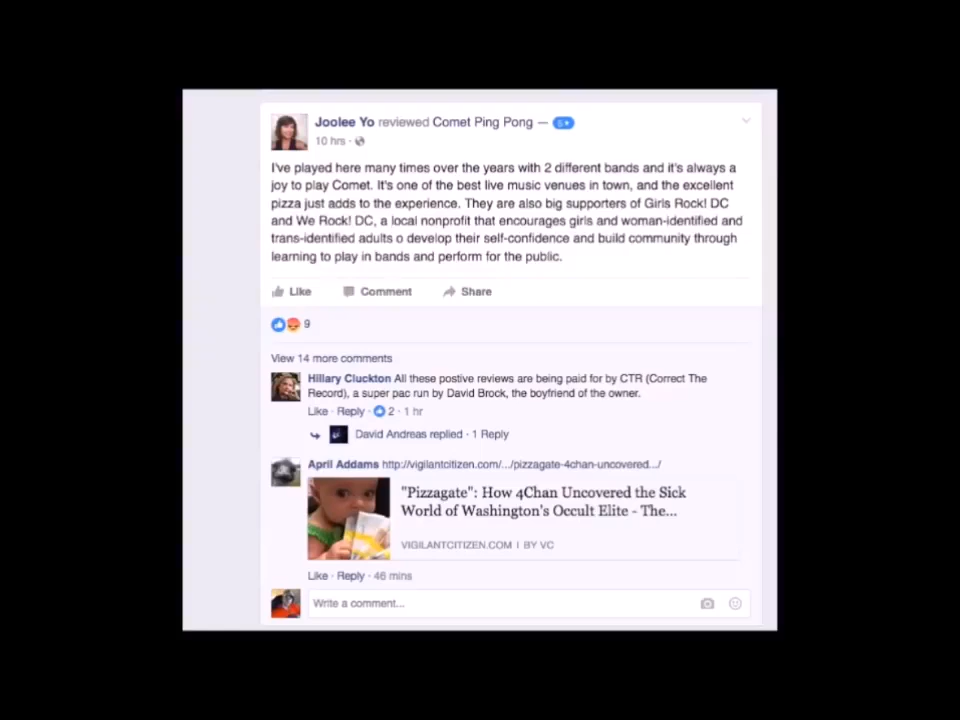 Joolee Yo reviewed Comet Ping Pong — 5★
10 hrs ·
I've played here many times over the years with 2 different bands and it's always a
joy to play Comet. It's one of the best live music venues in town, and the excellent
pizza just adds to the experience. They are also big supporters of Girls Rock! DC
and We Rock! DC, a local nonprofit that encourages girls and woman-identified and
trans-identified adults o develop their self-confidence and build community through
learning to play in bands and perform for the public.
Like Comment Share
9
View 14 more comments
Hillary Cluckton All these postive reviews are being paid for by CTR (Correct The
Record), a super pac run by David Brock, the boyfriend of the owner.
Like · Reply · 2 · 1 hr
David Andreas replied · 1 Reply
April Addams http://vigilantcitizen.com/.../pizzagate-4chan-uncovered.../
"Pizzagate": How 4Chan Uncovered the Sick
World of Washington's Occult Elite - The...
VIGILANTCITIZEN.COM | BY VC
Like · Reply · 46 mins
Write a comment...